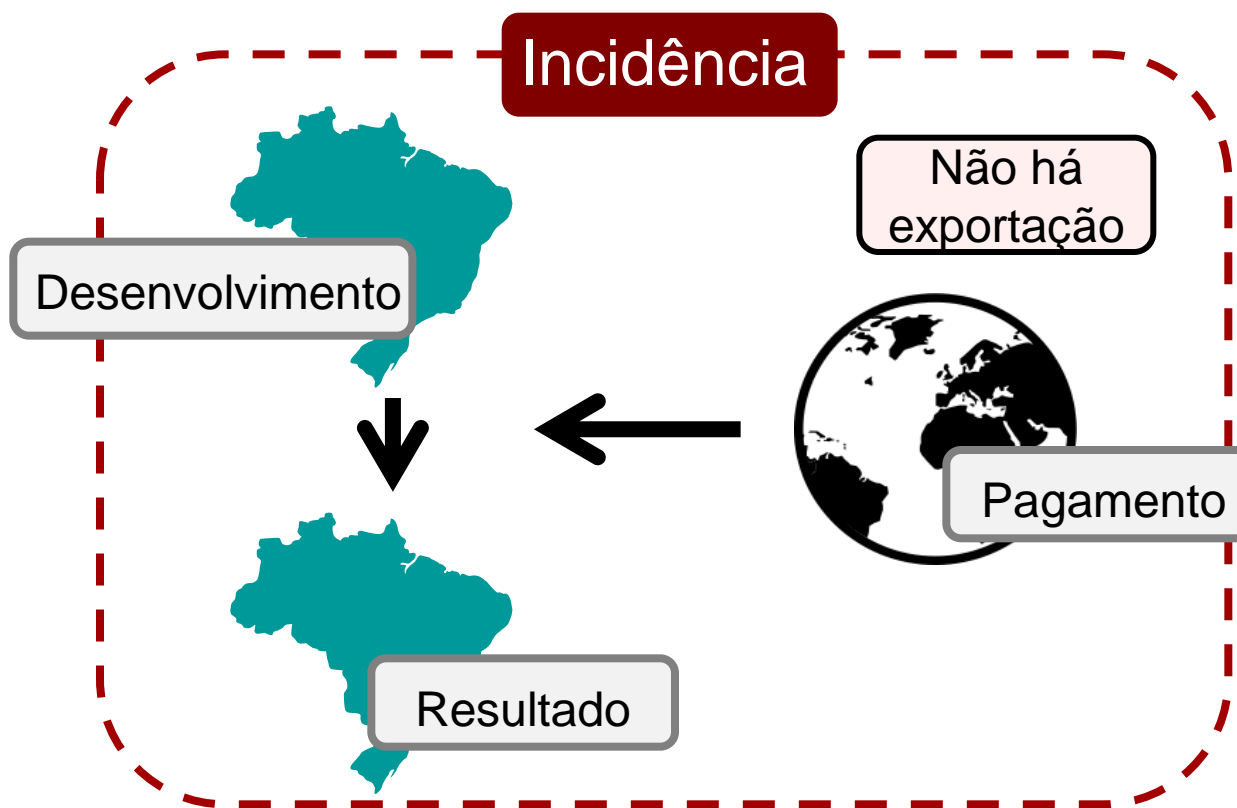 Incidência
Não há
exportação
Desenvolvimento
Pagamento
Resultado